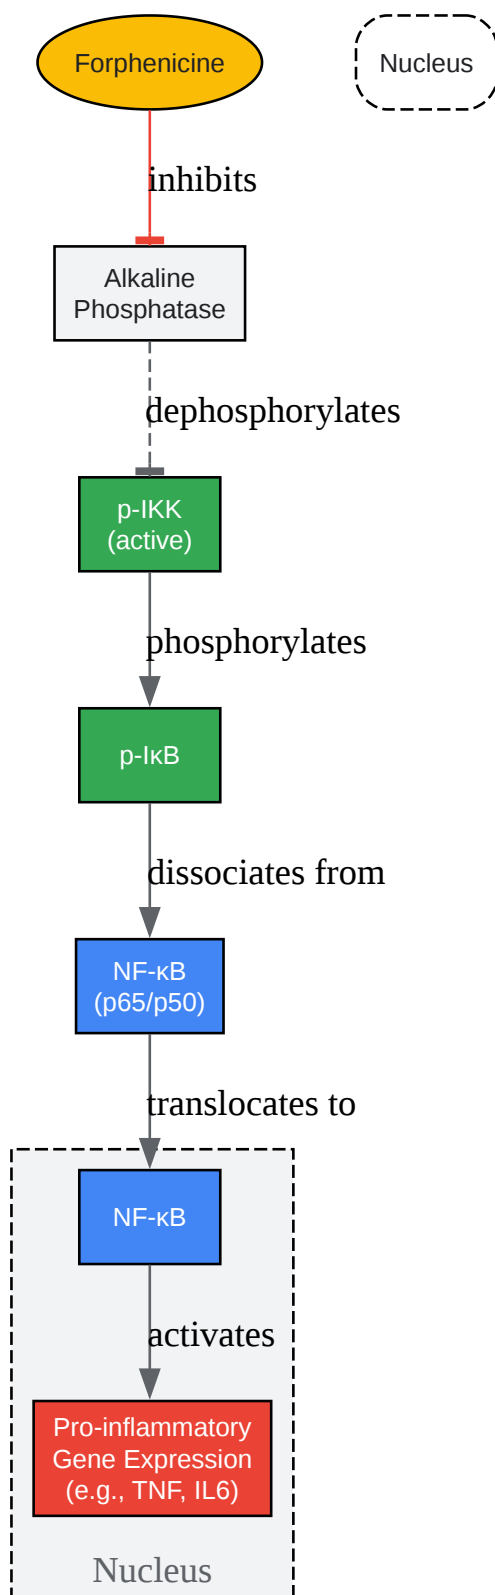 Forphenicine
Nucleus
inhibits
Alkaline
Phosphatase
dephosphorylates
p-IKK
(active)
phosphorylates
p-IκB
dissociates from
NF-κB
(p65/p50)
translocates to
NF-κB
activates
Pro-inflammatory
Gene Expression
(e.g., TNF, IL6)
Nucleus